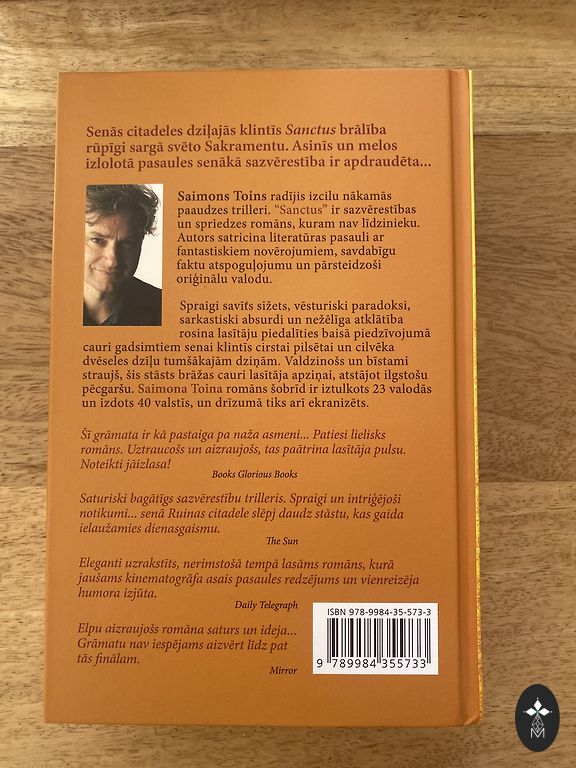 Senās citadeles dziļajās klintīs Sanctus brālība
rūpīgi sargā svēto Sakramentu. Asinīs un melos
izlolotā pasaules senākā sazvērestība ir apdraudēta...
Saimons Toins radījis izcilu nākamās
paaudzes trilleri. “Sanctus” ir sazvērestības
un spriedzes romāns, kuram nav līdzinieku.
Autors satricina literatūras pasauli ar
fantastiskiem novērojumiem, savdabīgu
faktu atspoguļojumu un pārsteidzoši
oriģinālu valodu.
Spraigi savīts sižets, vēsturiski paradoksi,
sarkastiski absurdi un nežēlīga atklātība
rosina lasītāju piedalīties baisā piedzīvojumā
cauri gadsimtiem senai klintīs cirstai pilsētai un cilvēka
dvēseles dziļu tumšākajām dziņām. Valdzinošs un bīstami
straujš, šis stāsts brāžas cauri lasītāja apziņai, atstājot ilgstošu
pēcgaršu. Saimona Toina romāns šobrīd ir iztulkots 23 valodās
un izdots 40 valstīs, un drīzumā tiks arī ekranizēts.
Šī grāmata ir kā pastaiga pa naža asmeni... Patiesi lielisks
romāns. Uztraucošs un aizraujošs, tas paātrina lasītāja pulsu.
Noteikti jāizlasa!
Books Glorious Books
Saturiski bagātīgs sazvērestību trilleris. Spraigi un intriģējoši
notikumi... senā Ruinas citadele slēpj daudz stāstu, kas gaida
ielaužamies dienasgaismu.
The Sun
Eleganti uzrakstīts, nerimstošā tempā lasāms romāns, kurā
jaušams kinematogrāfa asais pasaules redzējums un vienreizēja
humora izjūta.
Daily Telegraph
Elpu aizraujošs romāna saturs un ideja...
Grāmatu nav iespējams aizvērt līdz pat
tās finālam.
Mirror
ISBN 978-9984-35-573-3
9 789984 355733
M